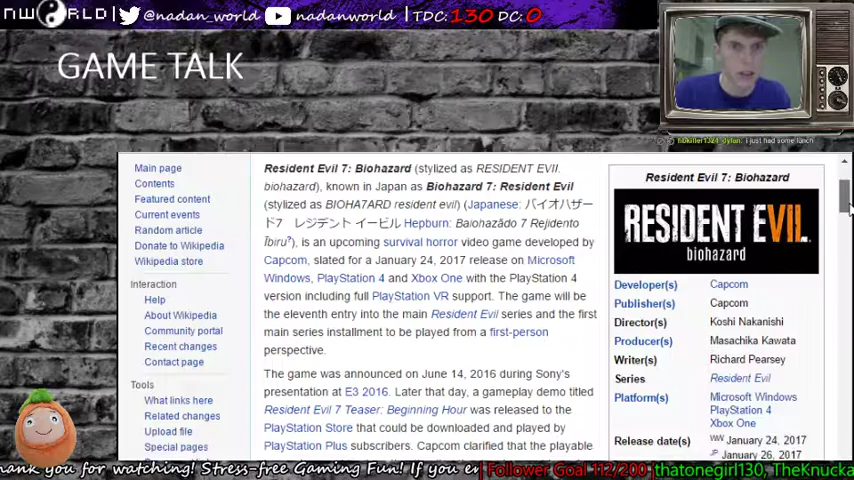 NW RLD | @nadan_world | nadanworld | TDC: 130 DC: 0
GAME TALK
I just had some lunch
Main page
Contents
Featured content
Current events
Random article
Donate to Wikipedia
Wikipedia store
Interaction
Help
About Wikipedia
Community portal
Recent changes
Contact page
Tools
What links here
Related changes
Upload file
Special pages
Resident Evil 7: Biohazard (stylized as RESIDENT EVIL
biohazard), known in Japan as Biohazard 7: Resident Evil
(stylized as BIOHA7ARD resident evil) (Japanese: バイオハザー
ド7 レジデント イービル Hepburn: Baiohazādo 7 Rejidento
Ībiru?), is an upcoming survival horror video game developed by
Capcom, slated for a January 24, 2017 release on Microsoft
Windows, PlayStation 4 and Xbox One with the PlayStation 4
version including full PlayStation VR support. The game will be
the eleventh entry into the main Resident Evil series and the first
main series installment to be played from a first-person
perspective.
The game was announced on June 14, 2016 during Sony's
presentation at E3 2016. Later that day, a gameplay demo titled
Resident Evil 7 Teaser: Beginning Hour was released to the
PlayStation Store that could be downloaded and played by
PlayStation Plus subscribers. Capcom clarified that the playable
Resident Evil 7: Biohazard
RESIDENT EVIL
biohazard
Developer(s) Capcom
Publisher(s) Capcom
Director(s) Koshi Nakanishi
Producer(s) Masachika Kawata
Writer(s) Richard Pearsey
Series Resident Evil
Platform(s) Microsoft Windows
PlayStation 4
Xbox One
Release date(s) WW January 24, 2017
JP January 26, 2017
hank you for watching! Stress-free Gaming Fun! If you e
Follower Goal 112/200 thatonegirl130, TheKnucka